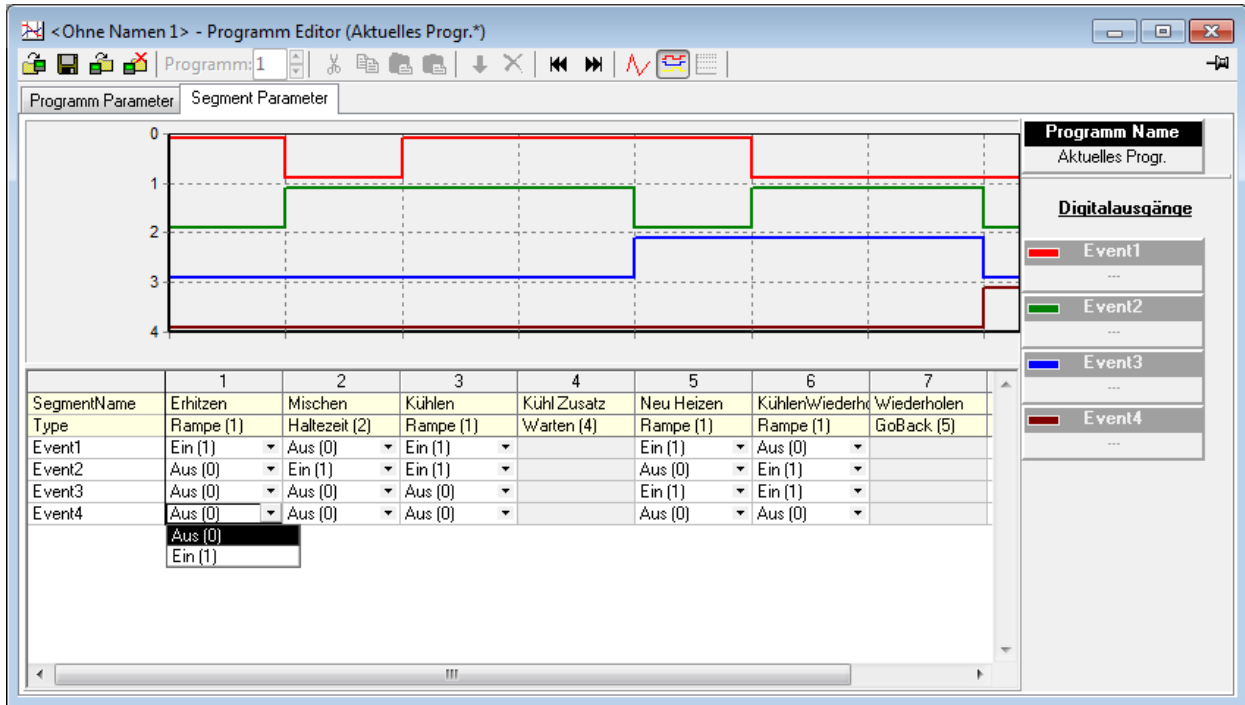 <Ohne Namen 1> - Programm Editor (Aktuelles Progr.*)
Programm: 1
Programm Parameter Segment Parameter
0
1
2
3
4
Programm Name
Aktuelles Progr.
Digitalausgänge
Event1
---
Event2
---
Event3
---
Event4
---
1 2 3 4 5 6 7
SegmentName Erhitzen Mischen Kühlen Kühl Zusatz Neu Heizen KühlenWiederho Wiederholen
Type Rampe (1) Haltezeit (2) Rampe (1) Warten (4) Rampe (1) Rampe (1) GoBack (5)
Event1 Ein (1) Aus (0) Ein (1) Ein (1) Aus (0)
Event2 Aus (0) Ein (1) Ein (1) Aus (0) Ein (1)
Event3 Aus (0) Aus (0) Aus (0) Ein (1) Ein (1)
Event4 Aus (0) Aus (0) Aus (0) Aus (0) Aus (0)
Aus (0)
Ein (1)